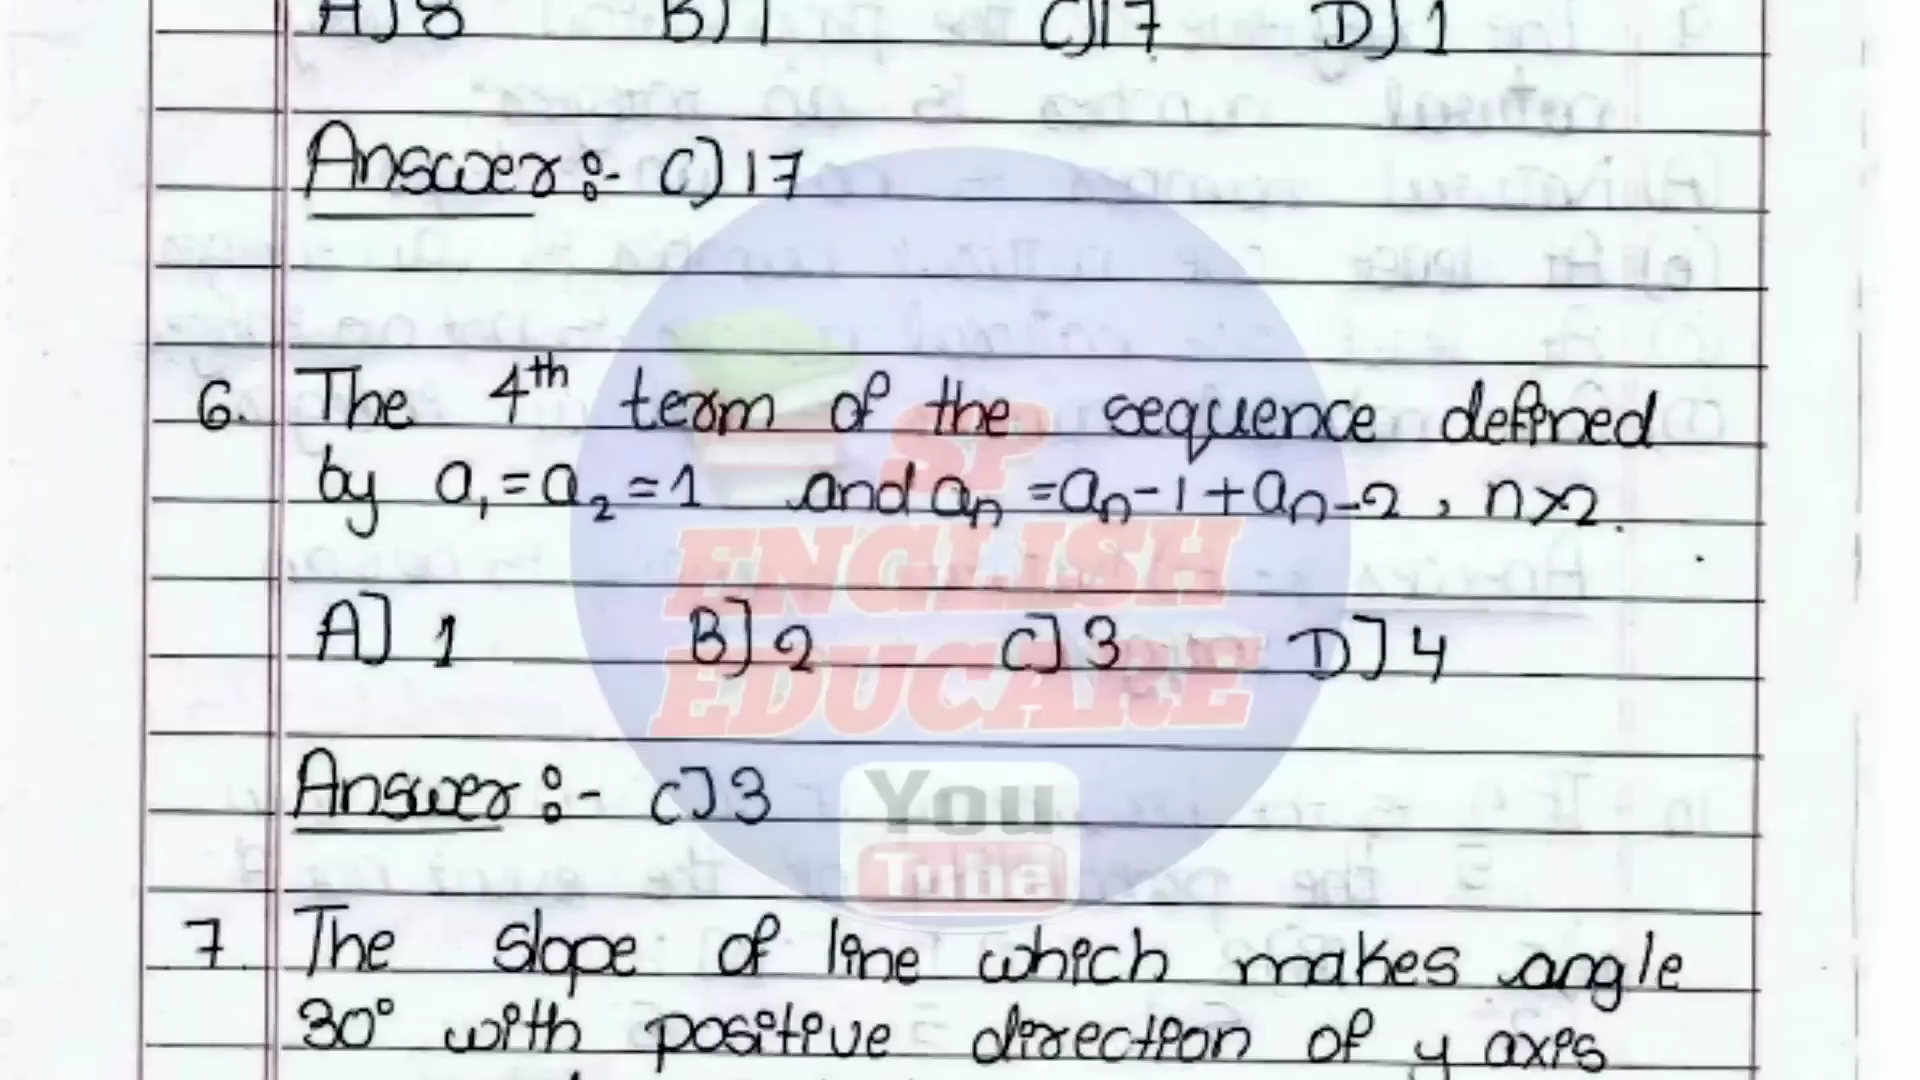 A] 8 B] 1 C] 17 D] 1
Answer :- C] 17
6. The 4th term of the sequence defined
by a₁ = a₂ = 1 and aₙ = aₙ-1 + aₙ-2, n>2.
A] 1 B] 2 C] 3 D] 4
Answer :- C] 3
7. The slope of line which makes angle
30° with positive direction of y axis
SP
ENGLISH
EDUCARE
You
Tube